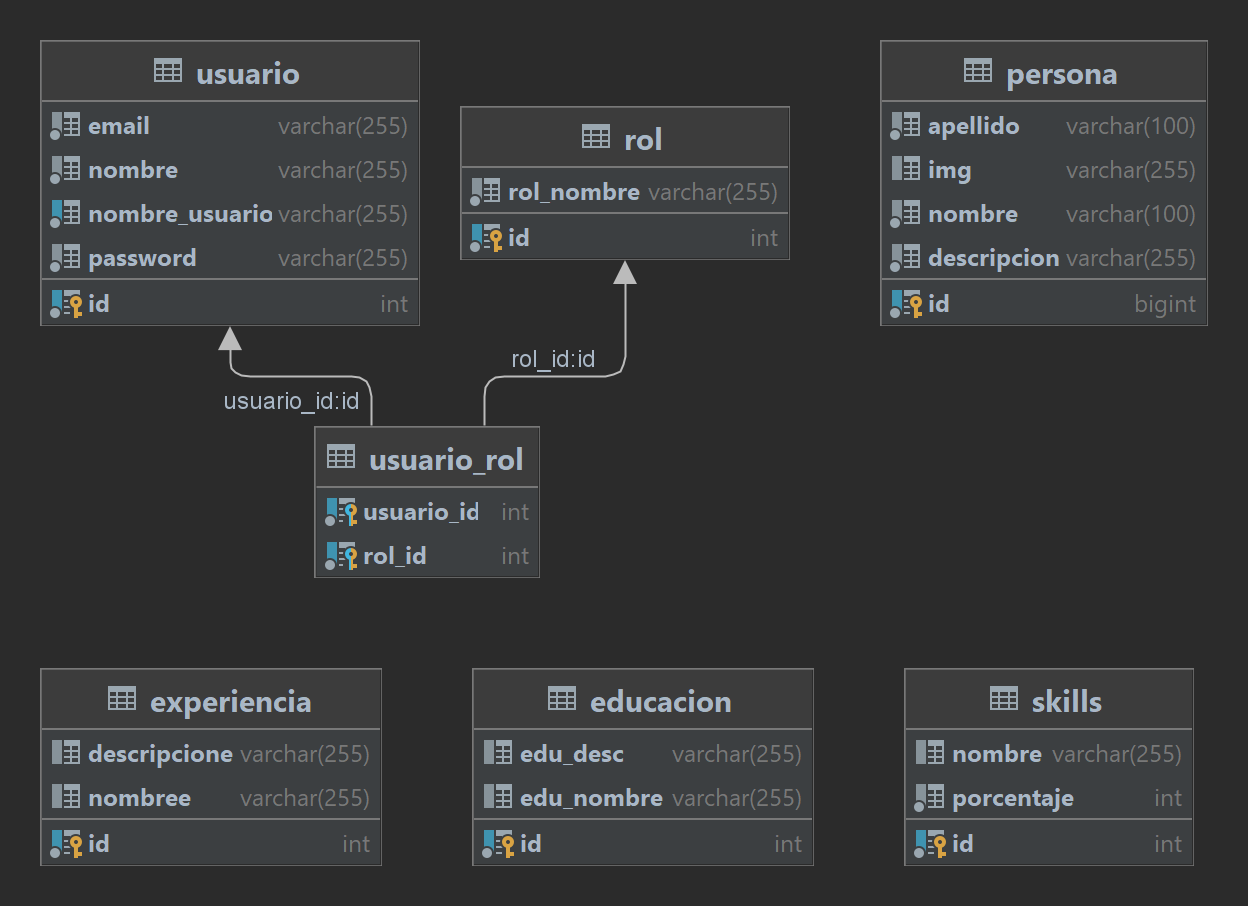 usuario
email varchar(255)
nombre varchar(255)
nombre_usuario varchar(255)
password varchar(255)
id int
rol
rol_nombre varchar(255)
id int
persona
apellido varchar(100)
img varchar(255)
nombre varchar(100)
descripcion varchar(255)
id bigint
usuario_id:id
rol_id:id
usuario_rol
usuario_id int
rol_id int
experiencia
descripcione varchar(255)
nombree varchar(255)
id int
educacion
edu_desc varchar(255)
edu_nombre varchar(255)
id int
skills
nombre varchar(255)
porcentaje int
id int